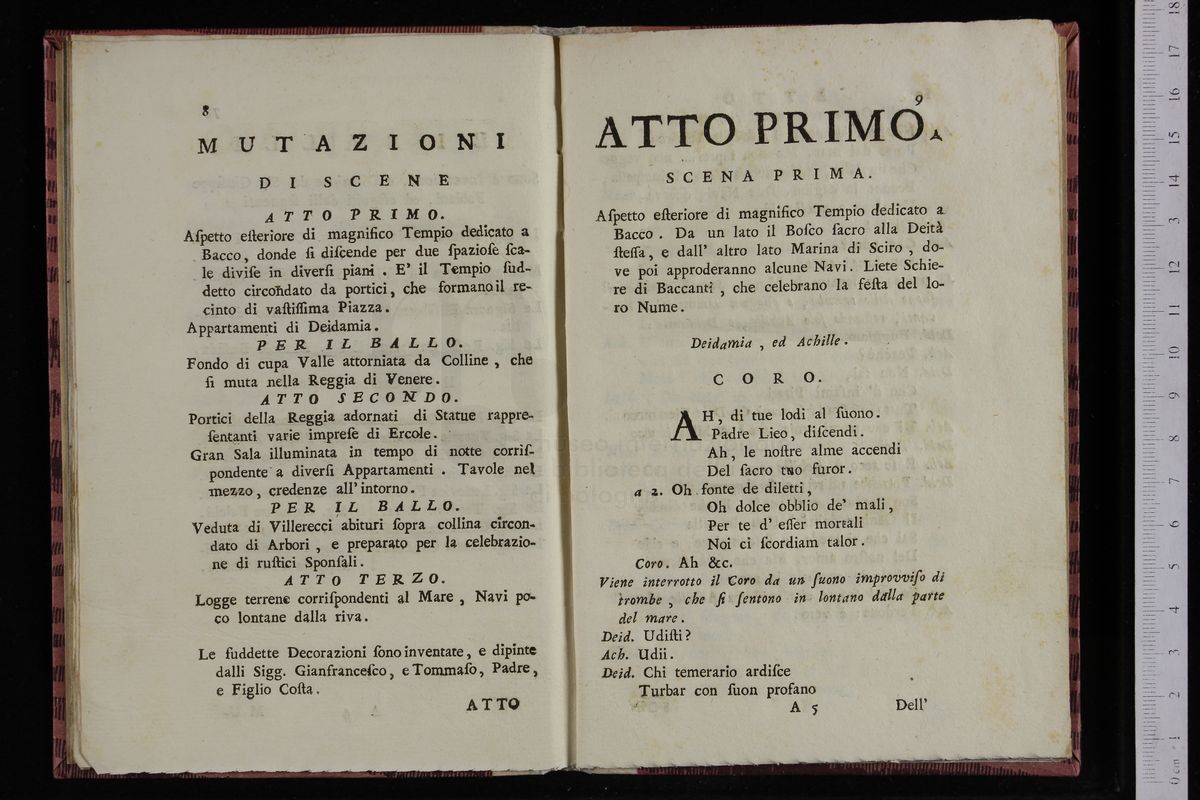 8
MUTAZIONI
DI SCENE
ATTO PRIMO.
Aſpetto eſteriore di magnifico Tempio dedicato a
Bacco, donde ſi diſcende per due ſpazioſe ſca-
le diviſe in diverſi piani . E' il Tempio ſud-
detto circondato da portici, che formano il re-
cinto di vaſtiſſima Piazza.
Appartamenti di Deidamia.
PER IL BALLO.
Fondo di cupa Valle attorniata da Colline , che
ſi muta nella Reggia di Venere.
ATTO SECONDO.
Portici della Reggia adornati di Statue rappre-
ſentanti varie impreſe di Ercole.
Gran Sala illuminata in tempo di notte corriſ-
pondente a diverſi Appartamenti . Tavole nel
mezzo, credenze all'intorno.
PER IL BALLO.
Veduta di Villerecci abituri ſopra collina circon-
dato di Arbori , e preparato per la celebrazio-
ne di ruſtici Sponſali.
ATTO TERZO.
Logge terrene corriſpondenti al Mare , Navi po-
co lontane dalla riva.
Le ſuddette Decorazioni ſono inventate, e dipinte
dalli Sigg. Gianfranceſco, e Tommaſo, Padre,
e Figlio Coſta.
ATTO
9
ATTO PRIMO.
SCENA PRIMA.
Aſpetto eſteriore di magnifico Tempio dedicato a
Bacco . Da un lato il Boſco ſacro alla Deità
ſteſſa, e dall' altro lato Marina di Sciro , do-
ve poi approderanno alcune Navi. Liete Schie-
re di Baccanti , che celebrano la feſta del lo-
ro Nume.
Deidamia , ed Achille.
CORO.
AH, di tue lodi al ſuono.
Padre Lieo, diſcendi.
Ah, le noſtre alme accendi
Del ſacro tuo furor.
a 2. Oh fonte de diletti,
Oh dolce obblio de' mali,
Per te d' eſſer mortali
Noi ci ſcordiam talor.
Coro. Ah &c.
Viene interrotto il Coro da un ſuono improvviſo di
trombe , che ſi ſentono in lontano dalla parte
del mare.
Deid. Udiſti?
Ach. Udii.
Deid. Chi temerario ardiſce
Turbar con ſuon profano
A 5 Dell'